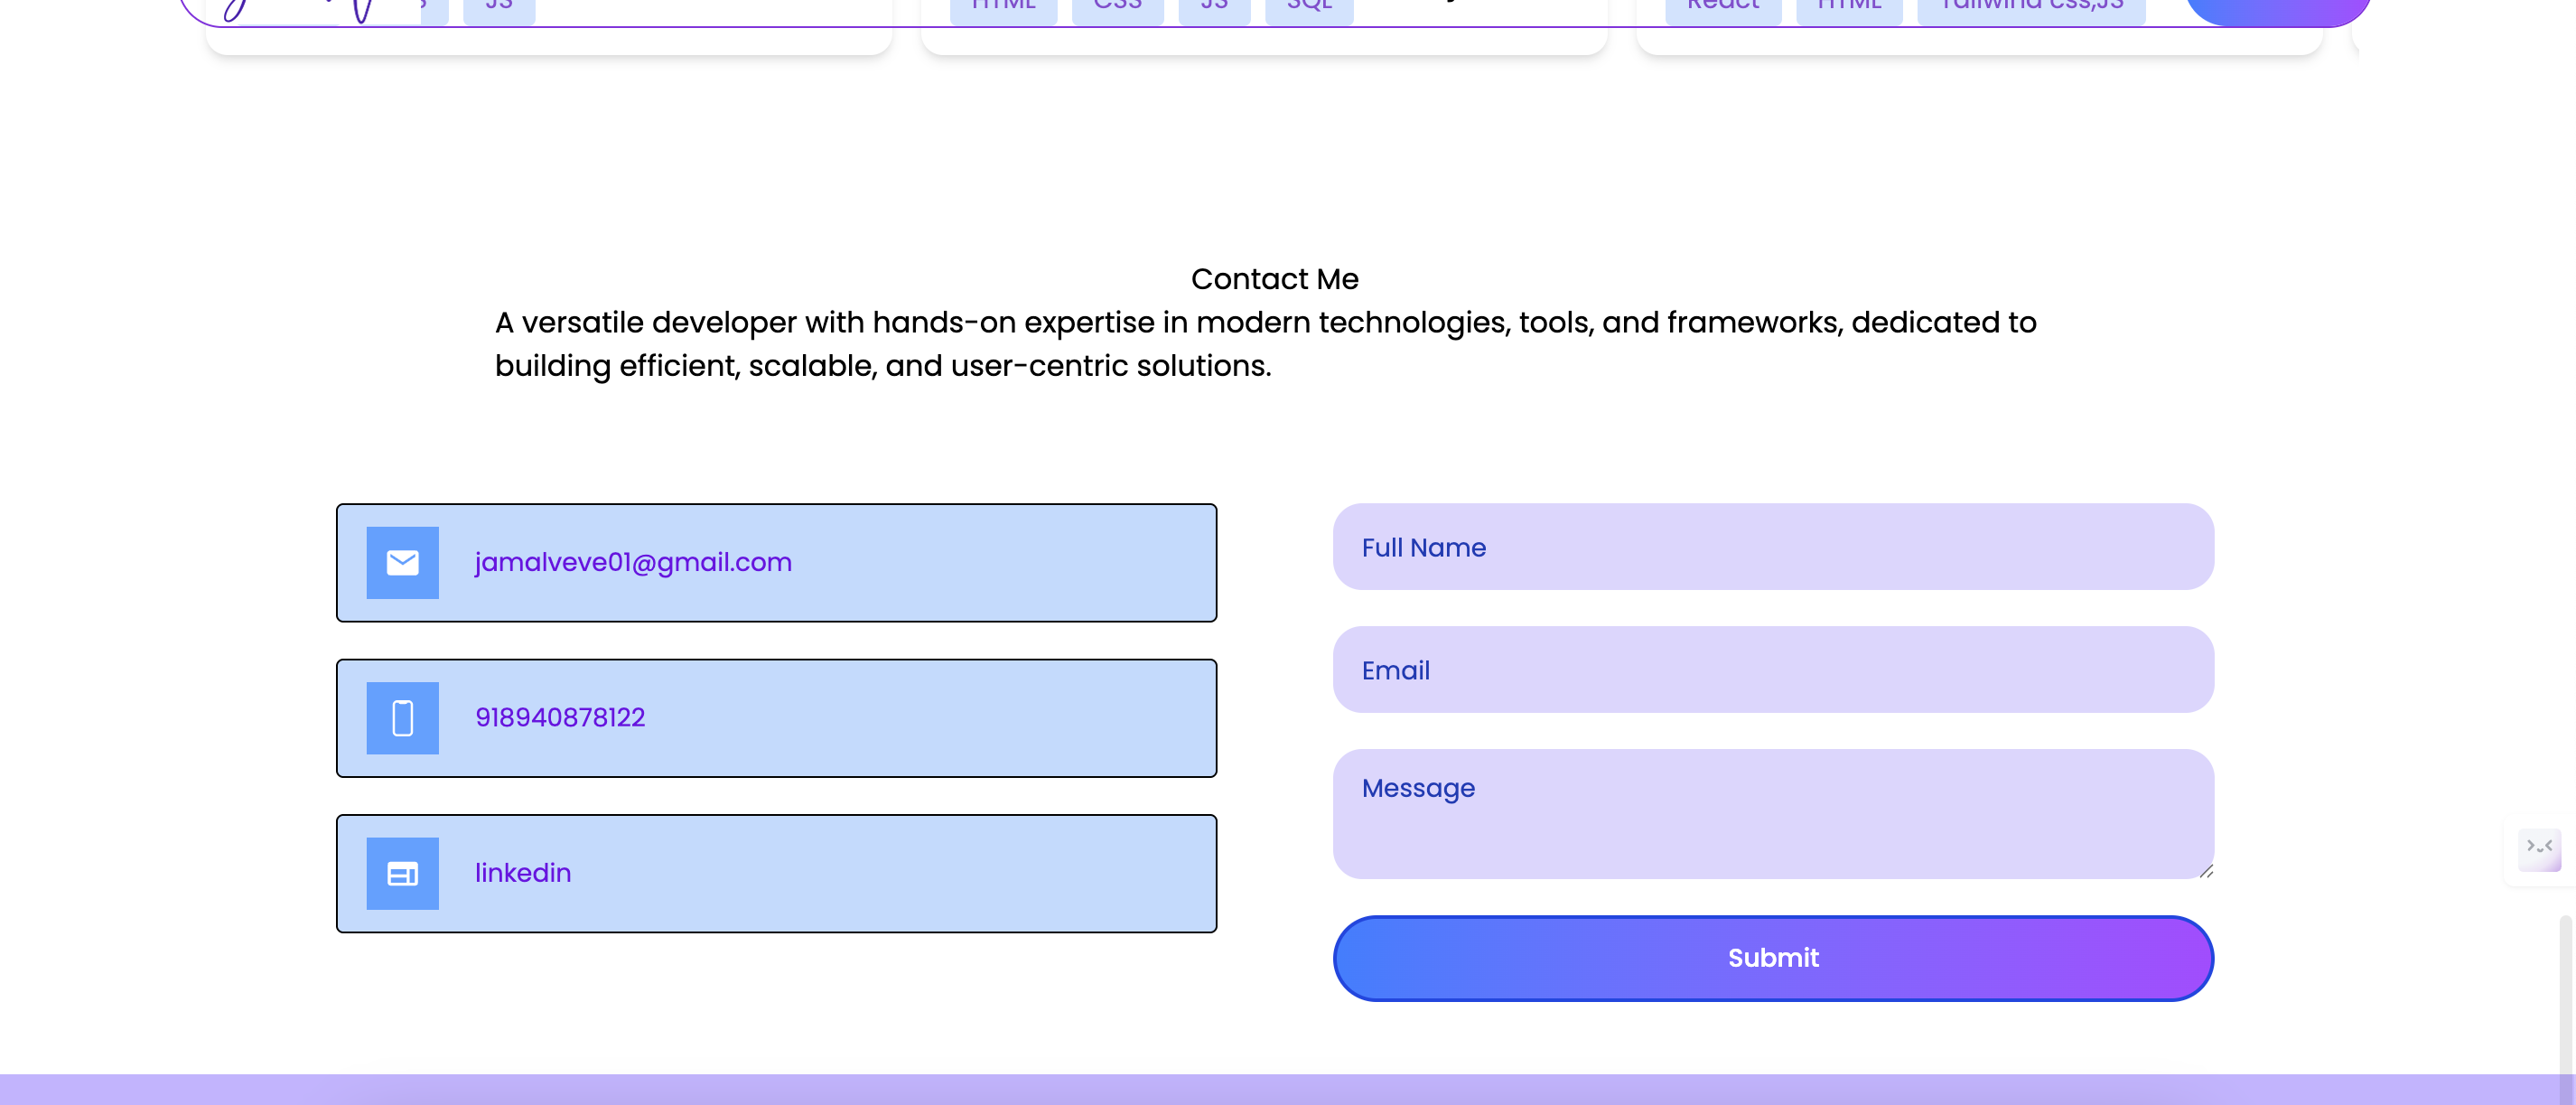 JS
HTML CSS JS SQL
React HTML Tailwind css,JS
Contact Me
A versatile developer with hands-on expertise in modern technologies, tools, and frameworks, dedicated to
building efficient, scalable, and user-centric solutions.
jamalveve01@gmail.com
918940878122
linkedin
Full Name
Email
Message
Submit